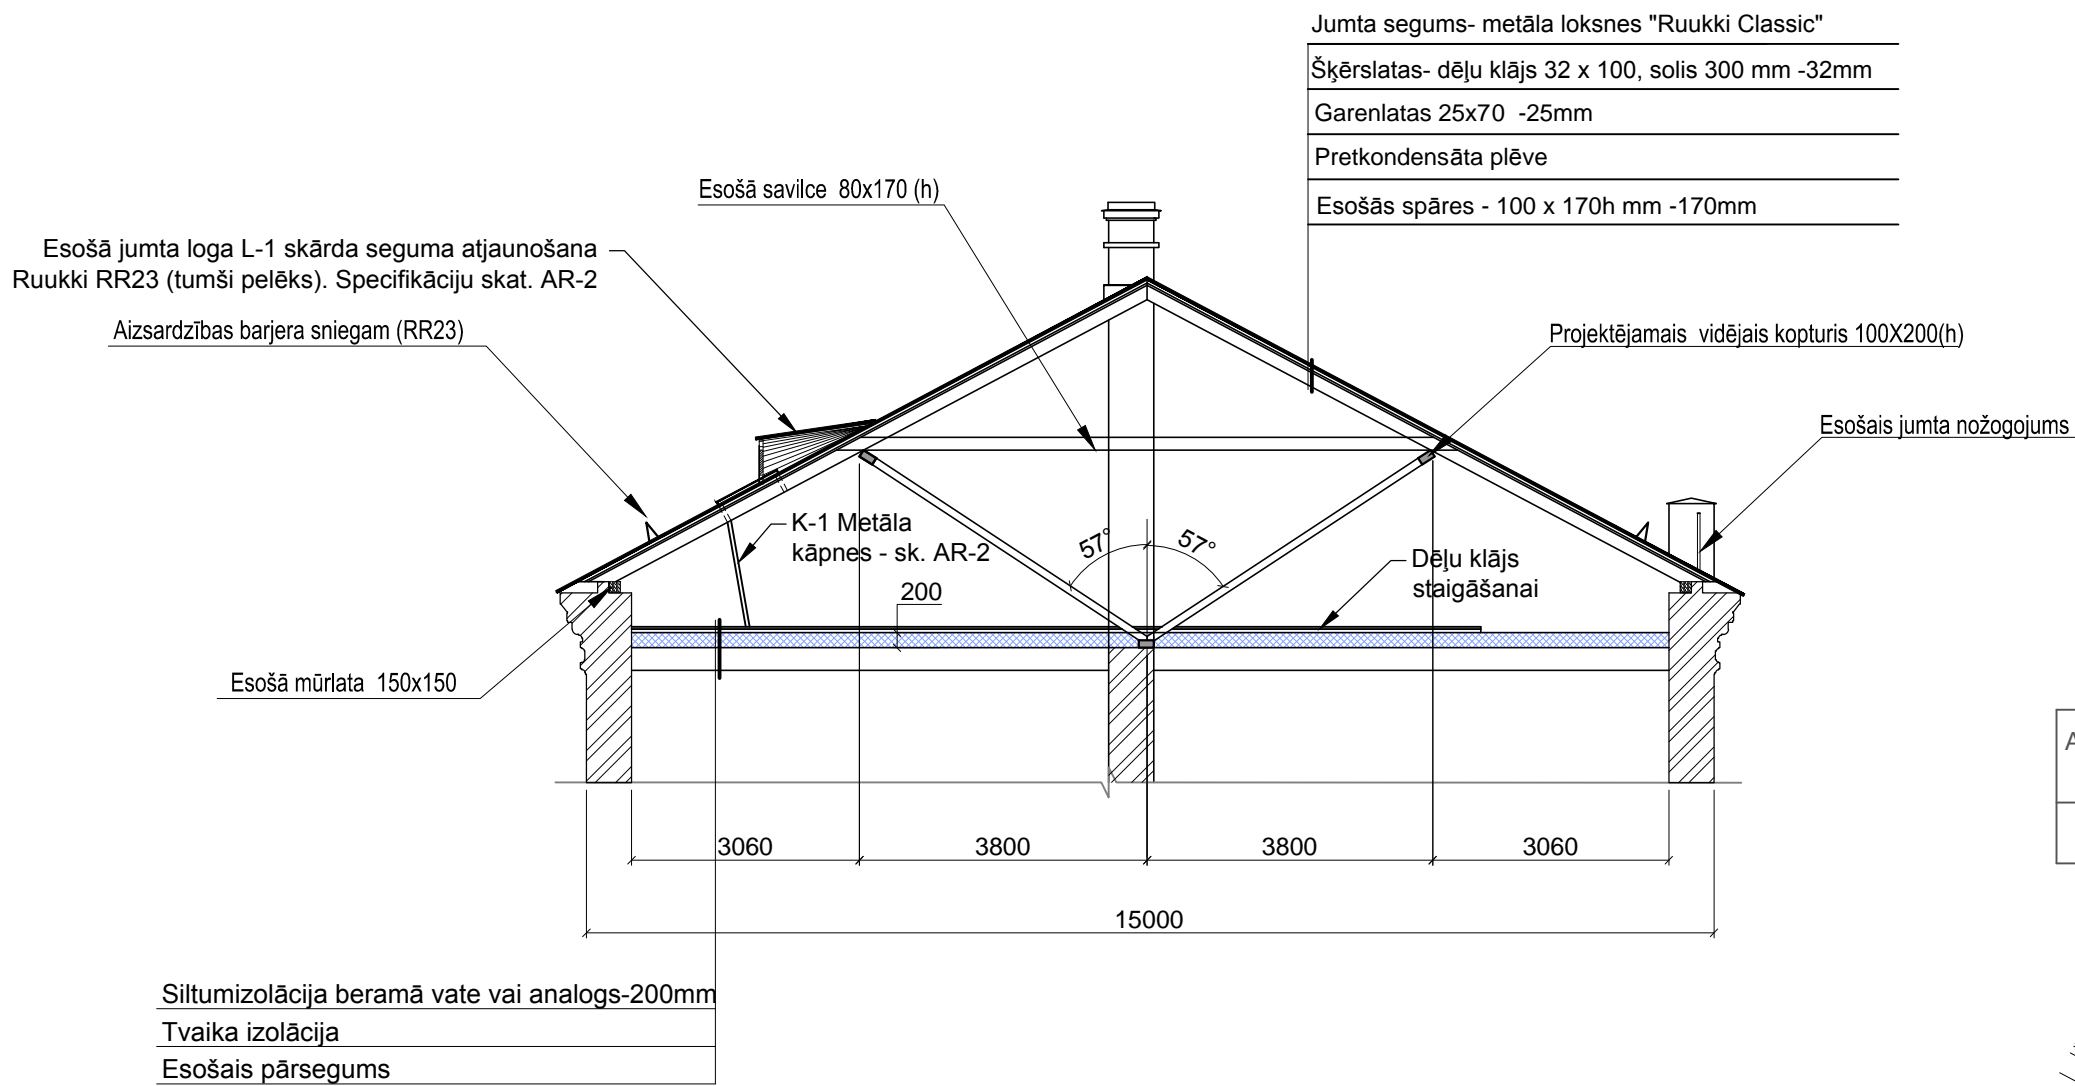 Jumta segums- metāla loksnes "Ruukki Classic"
Šķērslatas- dēļu klājs 32 x 100, solis 300 mm -32mm
Garenlatas 25x70 -25mm
Pretkondensāta plēve
Esošās spāres - 100 x 170h mm -170mm
Esošā savilce 80x170 (h)
Esošā jumta loga L-1 skārda seguma atjaunošana
Ruukki RR23 (tumši pelēks). Specifikāciju skat. AR-2
Aizsardzības barjera sniegam (RR23)
Projektējamais vidējais kopturis 100X200(h)
Esošais jumta nožogojums
K-1 Metāla
kāpnes - sk. AR-2
57°
57°
Dēļu klājs
staigāšanai
200
Esošā mūrlata 150x150
A
3060
3800
3800
3060
15000
Siltumizolācija beramā vate vai analogs-200mm
Tvaika izolācija
Esošais pārsegums